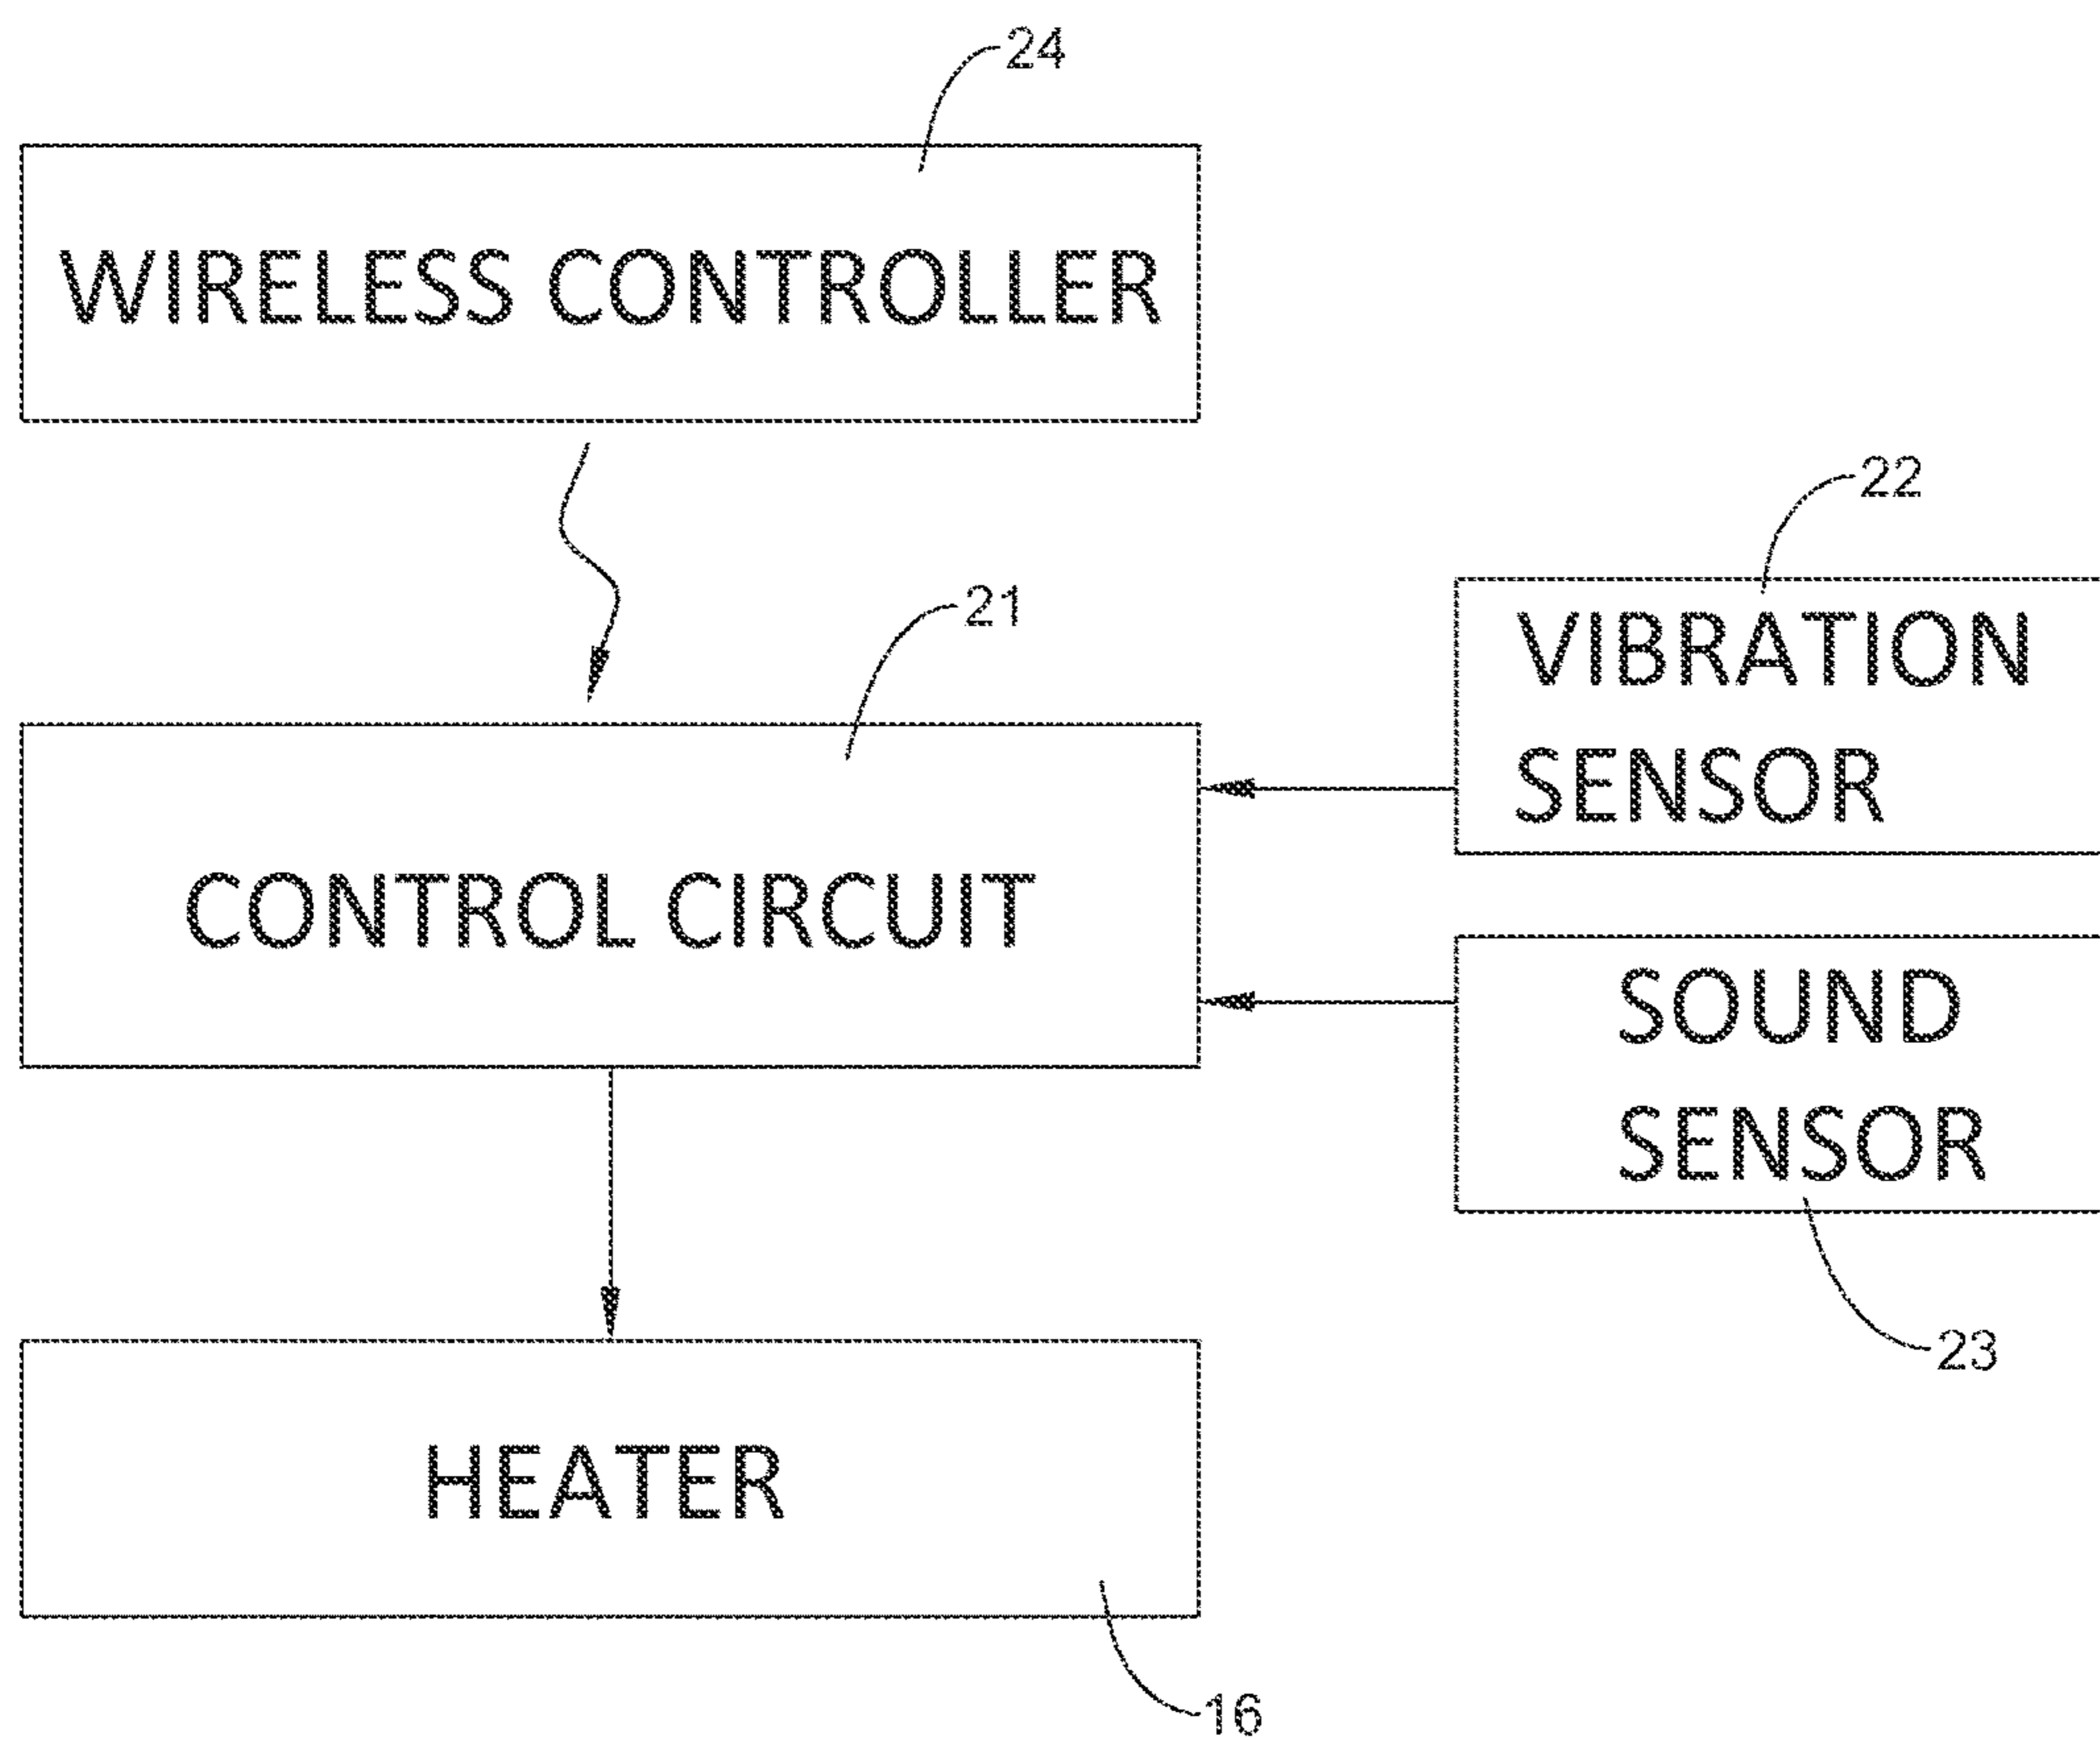 24
WIRELESS CONTROLLER
22
21
VIBRATION
SENSOR
CONTROL CIRCUIT
SOUND
SENSOR
23
HEATER
16